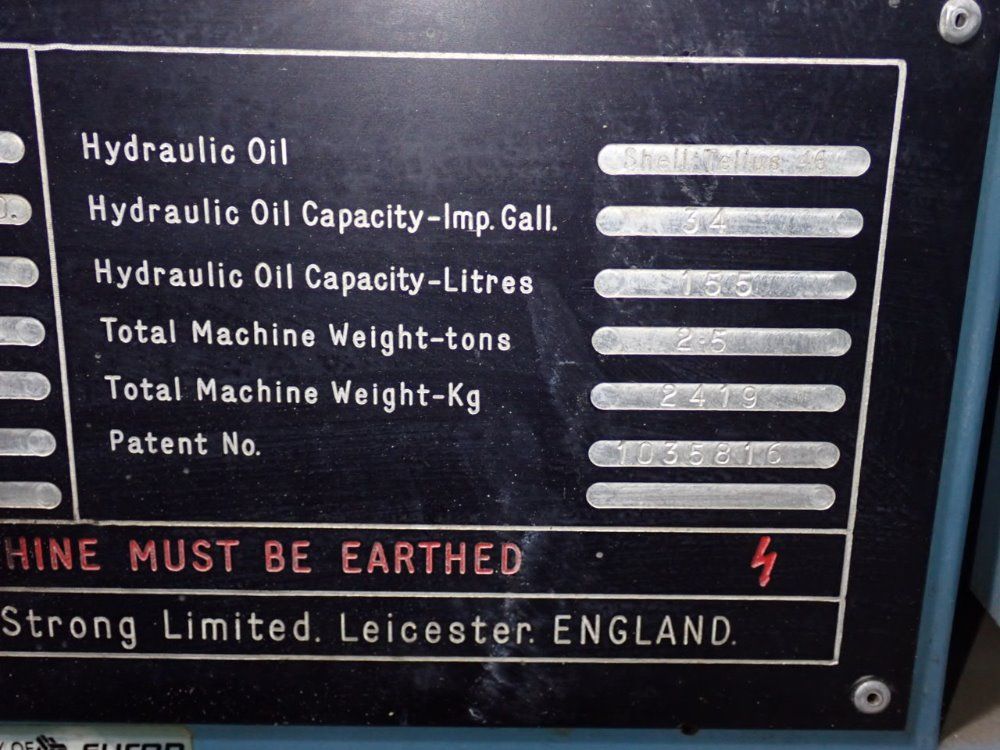 Hydraulic Oil Shell:Tellus 46
Hydraulic Oil Capacity-Imp. Gall. 34
Hydraulic Oil Capacity-Litres 155
Total Machine Weight-tons 2·5
Total Machine Weight-Kg 2419
Patent No. 1035816
HINE MUST BE EARTHED
Strong Limited. Leicester. ENGLAND.
OF